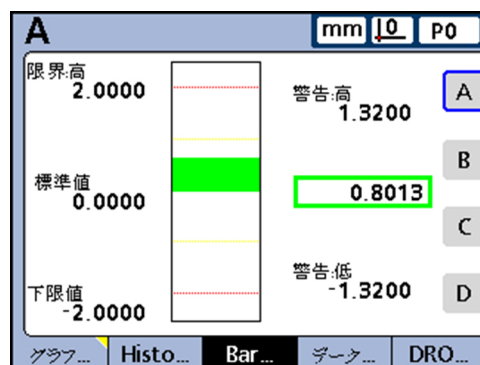 A mm 0 P0
限界:高
2.0000
警告:高
1.3200
A
B
標準値
0.0000
0.8013
C
警告:低
-1.3200
D
下限値
-2.0000
グラフ... Histo... Bar... データ... DRO...